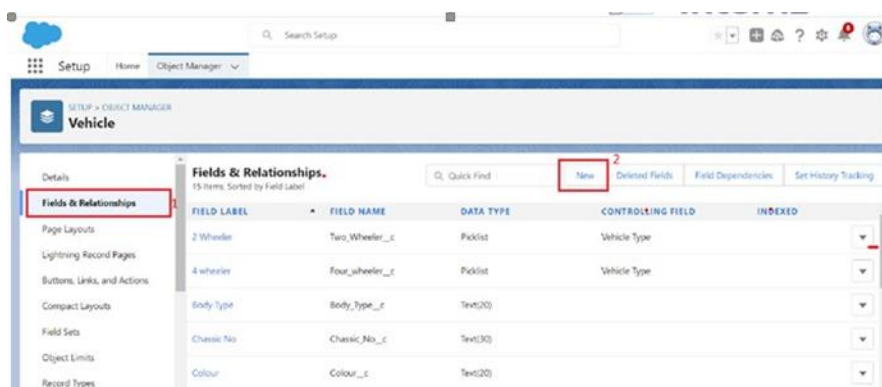 Search Setup
Setup Home Object Manager
SETUP > OBJECT MANAGER
Vehicle
Details
Fields & Relationships
Page Layouts
Lightning Record Pages
Buttons, Links, and Actions
Compact Layouts
Field Sets
Object Limits
Record Types
1
Fields & Relationships
15 Items, Sorted by Field Label
Quick Find
New
2
Deleted Fields
Field Dependencies
Set History Tracking
FIELD LABEL FIELD NAME DATA TYPE CONTROLLING FIELD INDEXED
2 Wheeler Two_Wheeler__c Picklist Vehicle Type
4 wheeler Four_wheeler__c Picklist Vehicle Type
Body Type Body_Type__c Text(20)
Chassic No Chassic_No__c Text(30)
Colour Colour__c Text(20)